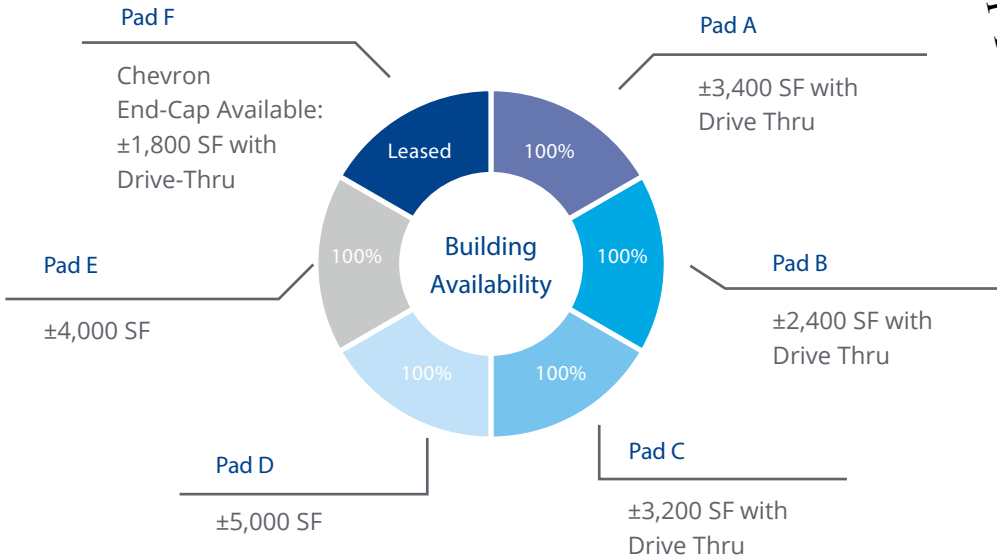 Pad F
Chevron
End-Cap Available:
±1,800 SF with
Drive-Thru
Pad A
±3,400 SF with
Drive Thru
Leased
100%
Pad E
±4,000 SF
100%
Building
Availability
100%
Pad B
±2,400 SF with
Drive Thru
100%
100%
Pad D
±5,000 SF
Pad C
±3,200 SF with
Drive Thru